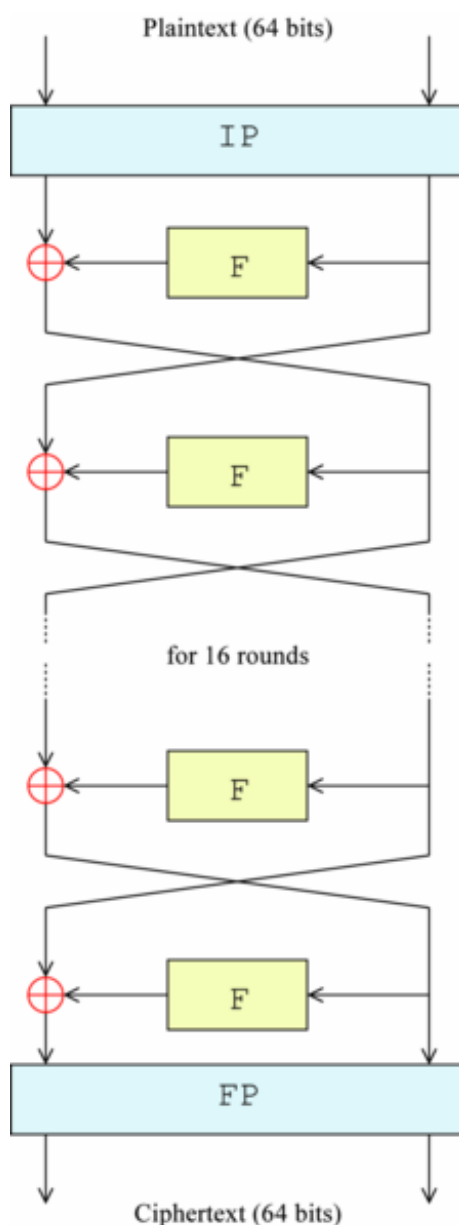 Plaintext (64 bits)
IP
F
F
for 16 rounds
F
F
FP
Ciphertext (64 bits)